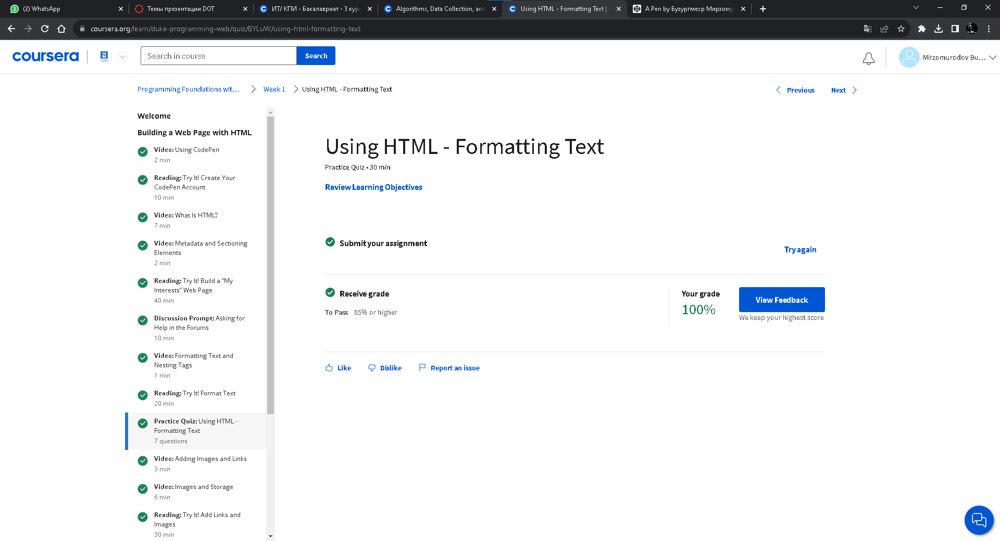 (2) WhatsApp
Темы презентации DOT
ИТ/ КПИ - Бакалавриат - 3 курс
Algorithms, Data Collection, and
Using HTML - Formatting Text |
A Pen by Бузургмехр Мирзому
coursera.org/learn/duke-programming-web/quiz/BYLuW/using-html-formatting-text
coursera
Search in course
Search
Mirzomurodov Bu...
Programming Foundations wit...
Week 1
Using HTML - Formatting Text
Previous
Next
Welcome
Building a Web Page with HTML
Video: Using CodePen
2 min
Reading: Try It! Create Your
CodePen Account
10 min
Video: What Is HTML?
7 min
Video: Metadata and Sectioning
Elements
2 min
Reading: Try It! Build a "My
Interests" Web Page
40 min
Discussion Prompt: Asking for
Help in the Forums
10 min
Video: Formatting Text and
Nesting Tags
1 min
Reading: Try It! Format Text
20 min
Practice Quiz: Using HTML -
Formatting Text
7 questions
Video: Adding Images and Links
3 min
Video: Images and Storage
6 min
Reading: Try It! Add Links and
Images
30 min
Using HTML - Formatting Text
Practice Quiz • 30 min
Review Learning Objectives
Submit your assignment
Try again
Receive grade
To Pass 65% or higher
Your grade
100%
View Feedback
We keep your highest score
Like
Dislike
Report an issue